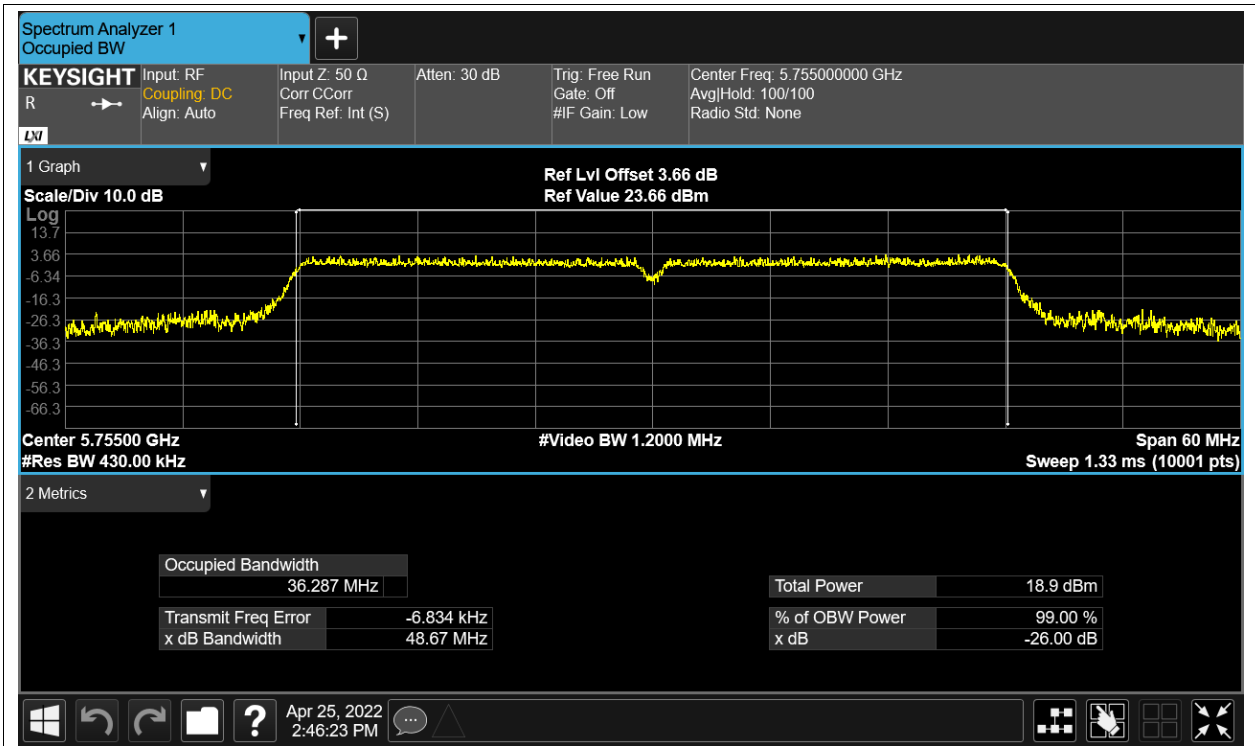 Spectrum Analyzer 1
Occupied BW
KEYSIGHT
R
LXI
Input: RF
Coupling: DC
Align: Auto
Input Z: 50 Ω
Corr CCorr
Freq Ref: Int (S)
Atten: 30 dB
Trig: Free Run
Gate: Off
#IF Gain: Low
Center Freq: 5.755000000 GHz
Avg|Hold: 100/100
Radio Std: None
1 Graph
Scale/Div 10.0 dB
Ref Lvl Offset 3.66 dB
Ref Value 23.66 dBm
Log
13.7
3.66
-6.34
-16.3
-26.3
-36.3
-46.3
-56.3
-66.3
Center 5.75500 GHz
#Video BW 1.2000 MHz
Span 60 MHz
#Res BW 430.00 kHz
Sweep 1.33 ms (10001 pts)
2 Metrics
Occupied Bandwidth
36.287 MHz
Total Power 18.9 dBm
Transmit Freq Error -6.834 kHz
% of OBW Power 99.00 %
x dB Bandwidth 48.67 MHz
x dB -26.00 dB
?
Apr 25, 2022
2:46:23 PM